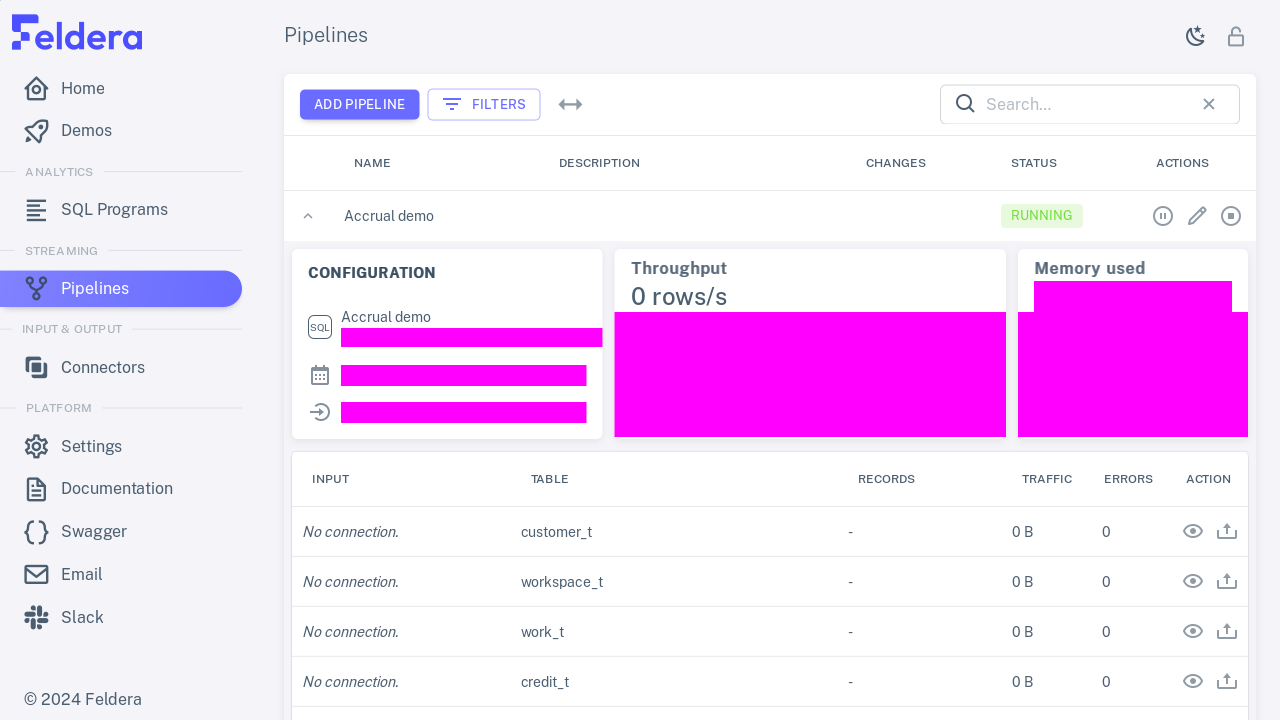 Feldera
Pipelines
Home
Demos
ANALYTICS
SQL Programs
STREAMING
Pipelines
INPUT & OUTPUT
Connectors
PLATFORM
Settings
Documentation
Swagger
Email
Slack
© 2024 Feldera
ADD PIPELINE
FILTERS
Search...
NAME DESCRIPTION CHANGES STATUS ACTIONS
Accrual demo RUNNING
CONFIGURATION
SQL
Accrual demo
Throughput
0 rows/s
Memory used
INPUT TABLE RECORDS TRAFFIC ERRORS ACTION
No connection. customer_t - 0 B 0
No connection. workspace_t - 0 B 0
No connection. work_t - 0 B 0
No connection. credit_t - 0 B 0